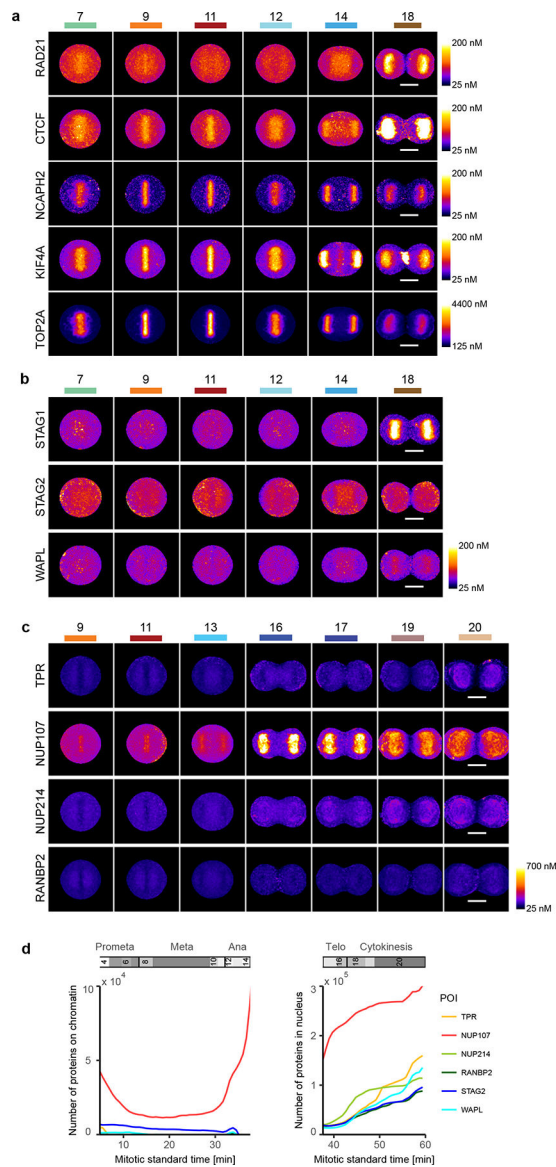 a
7 9 11 12 14 18
RAD21
200 nM
25 nM
CTCF
200 nM
25 nM
NCAPH2
200 nM
25 nM
KIF4A
200 nM
25 nM
TOP2A
4400 nM
125 nM
b
7 9 11 12 14 18
STAG1
STAG2
WAPL
200 nM
25 nM
c
9 11 13 16 17 19 20
TPR
NUP107
NUP214
RANBP2
700 nM
25 nM
d
Prometa Meta Ana
4 6 8 10 12 14
x 10^4
Number of proteins on chromatin
10
5
0
10 20 30
Mitotic standard time [min]
Telo Cytokinesis
16 18 20
x 10^5
Number of proteins in nucleus
3
2
1
0
40 45 50 55 60
Mitotic standard time [min]
POI
TPR
NUP107
NUP214
RANBP2
STAG2
WAPL